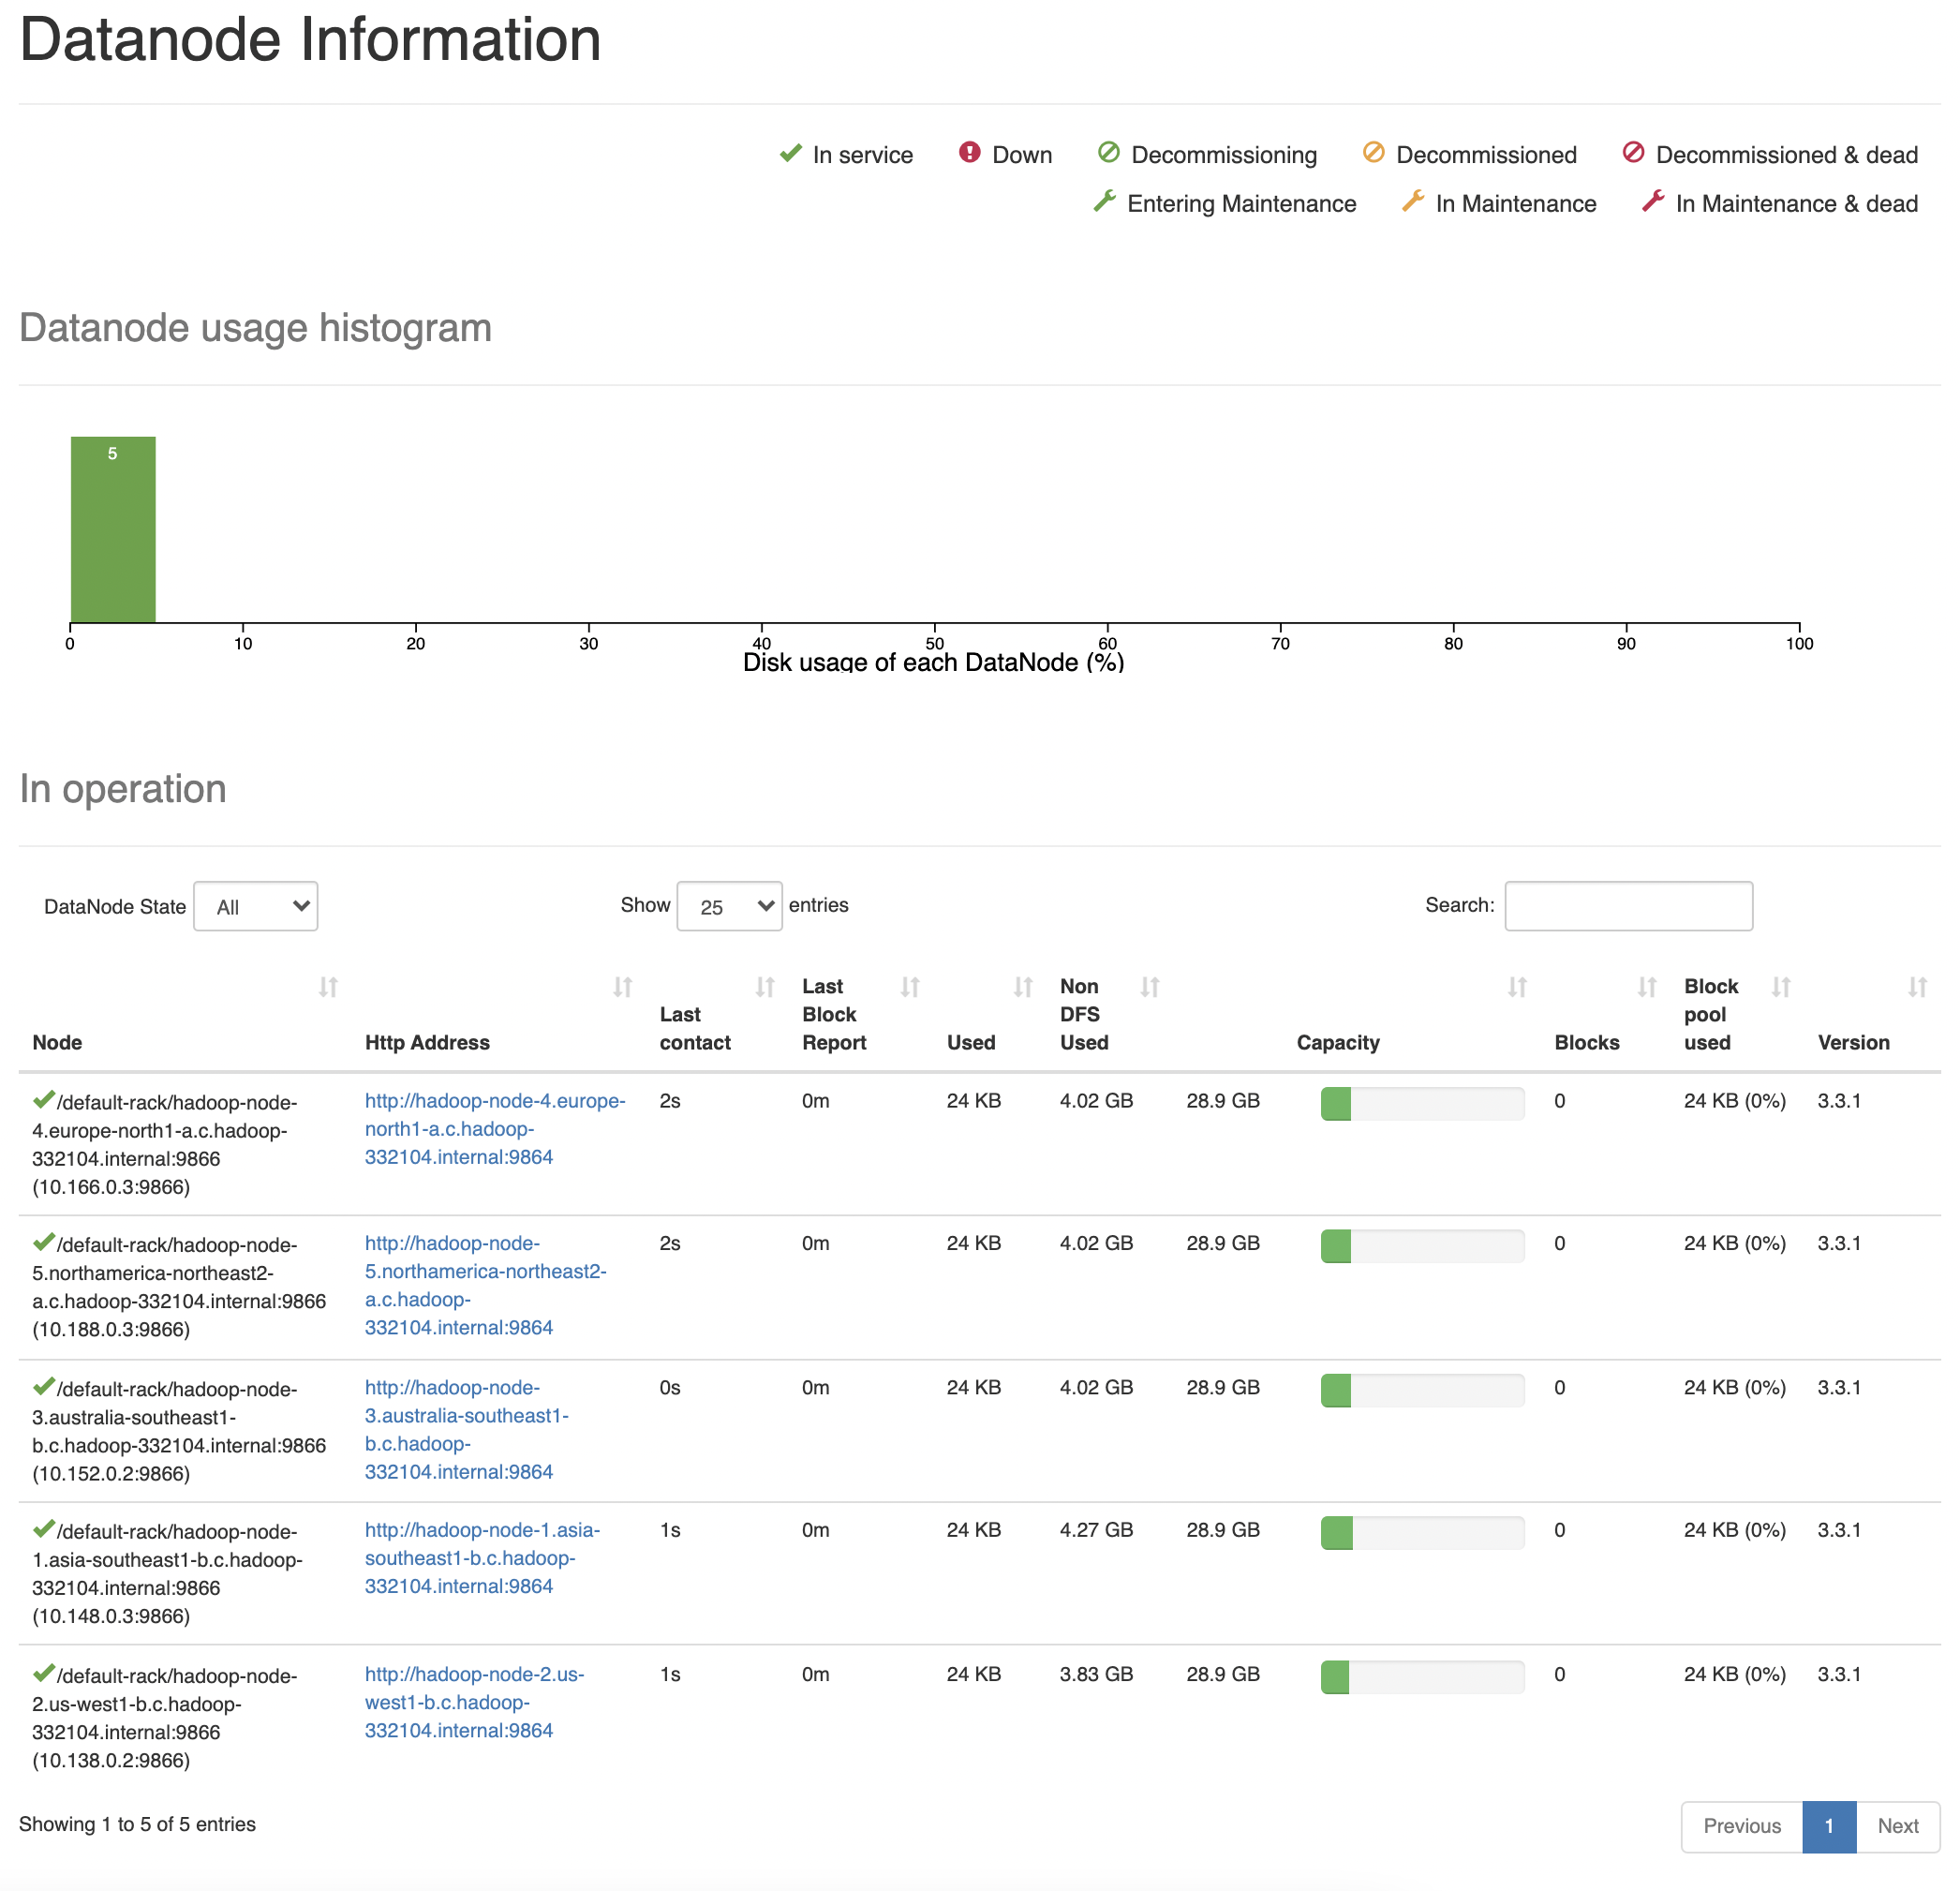 Datanode Information
In service Down Decommissioning Decommissioned Decommissioned & dead
Entering Maintenance In Maintenance In Maintenance & dead
Datanode usage histogram
5
0 10 20 30 40 50 60 70 80 90 100
Disk usage of each DataNode (%)
In operation
DataNode State All Show 25 entries Search:
Node Http Address Last contact Last Block Report Used Non DFS Used Capacity Blocks Block pool used Version
/default-rack/hadoop-node- http://hadoop-node-4.europe- 2s 0m 24 KB 4.02 GB 28.9 GB 0 24 KB (0%) 3.3.1
4.europe-north1-a.c.hadoop- north1-a.c.hadoop-
332104.internal:9866 332104.internal:9864
(10.166.0.3:9866)
/default-rack/hadoop-node- http://hadoop-node- 2s 0m 24 KB 4.02 GB 28.9 GB 0 24 KB (0%) 3.3.1
5.northamerica-northeast2- 5.northamerica-northeast2-
a.c.hadoop-332104.internal:9866 a.c.hadoop-
(10.188.0.3:9866) 332104.internal:9864
/default-rack/hadoop-node- http://hadoop-node- 0s 0m 24 KB 4.02 GB 28.9 GB 0 24 KB (0%) 3.3.1
3.australia-southeast1- 3.australia-southeast1-
b.c.hadoop-332104.internal:9866 b.c.hadoop-
(10.152.0.2:9866) 332104.internal:9864
/default-rack/hadoop-node- http://hadoop-node-1.asia- 1s 0m 24 KB 4.27 GB 28.9 GB 0 24 KB (0%) 3.3.1
1.asia-southeast1-b.c.hadoop- southeast1-b.c.hadoop-
332104.internal:9866 332104.internal:9864
(10.148.0.3:9866)
/default-rack/hadoop-node- http://hadoop-node-2.us- 1s 0m 24 KB 3.83 GB 28.9 GB 0 24 KB (0%) 3.3.1
2.us-west1-b.c.hadoop- west1-b.c.hadoop-
332104.internal:9866 332104.internal:9864
(10.138.0.2:9866)
Showing 1 to 5 of 5 entries Previous 1 Next